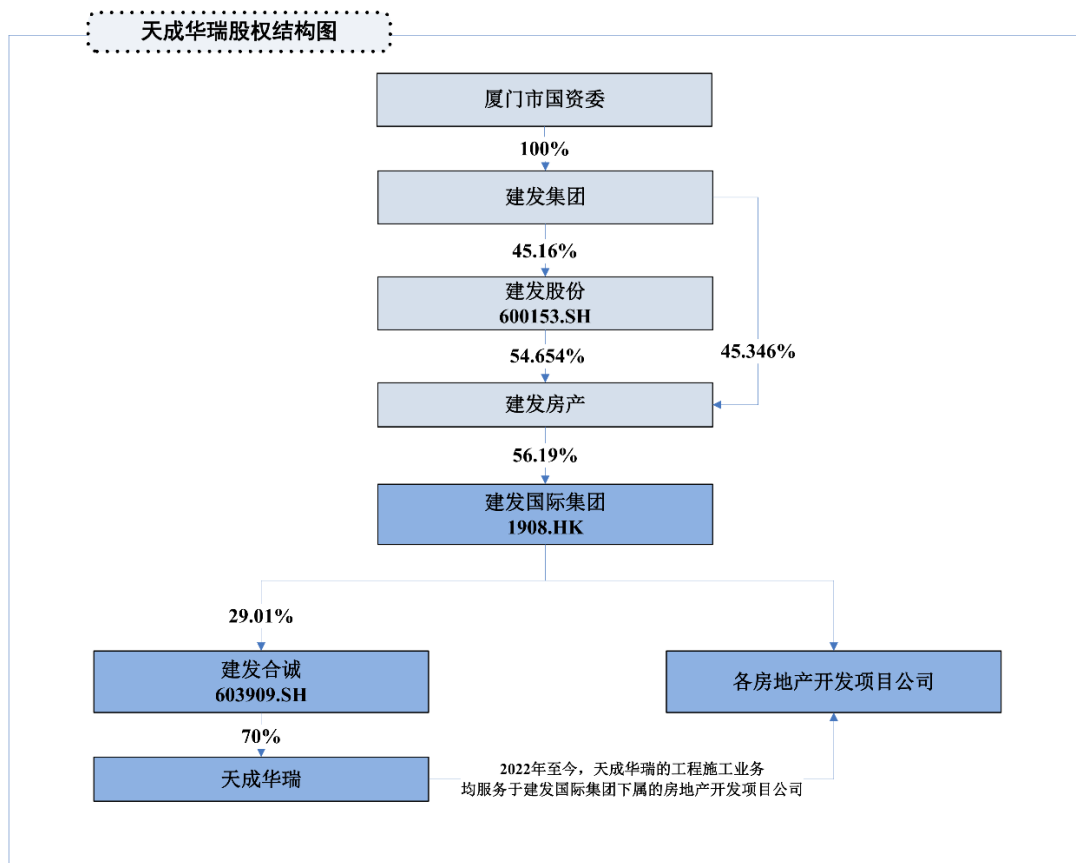 天成华瑞股权结构图
厦门市国资委
100%
建发集团
45.16%
建发股份
600153.SH
54.654%
45.346%
建发房产
56.19%
建发国际集团
1908.HK
29.01%
建发合诚
603909.SH
各房地产开发项目公司
70%
天成华瑞
2022年至今，天成华瑞的工程施工业务
均服务于建发国际集团下属的房地产开发项目公司